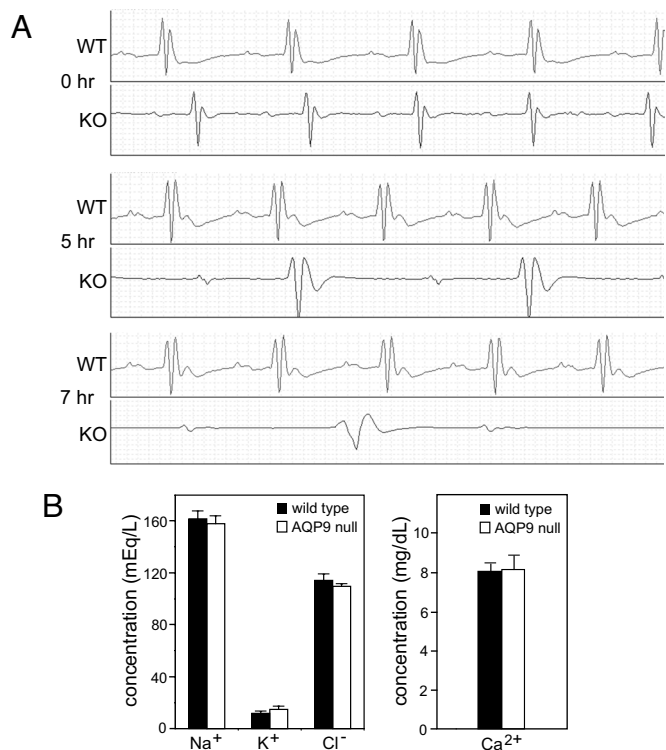 A
WT
0 hr
KO
WT
5 hr
KO
WT
7 hr
KO
B
concentration (mEq/L)
160
120
80
40
0
wild type
AQP9 null
Na⁺ K⁺ Cl⁻
concentration (mg/dL)
10
8
6
4
2
0
wild type
AQP9 null
Ca²⁺